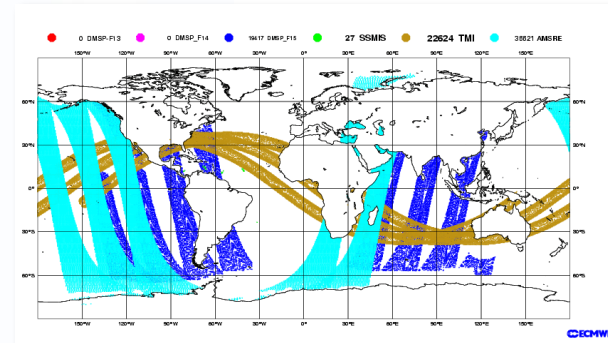 0 DMSP-F13 0 DMSP_F14 19417 DMSP_F15 27 SSMIS 22624 TMI 36821 AMSRE
150°W 120°W 90°W 60°W 30°W 0°E 30°E 60°E 90°E 120°E 150°E
60°N 60°N
30°N 30°N
0°N 0°N
30°S 30°S
60°S 60°S
150°W 120°W 90°W 60°W 30°W 0°E 30°E 60°E 90°E 120°E 150°E
ECMWF